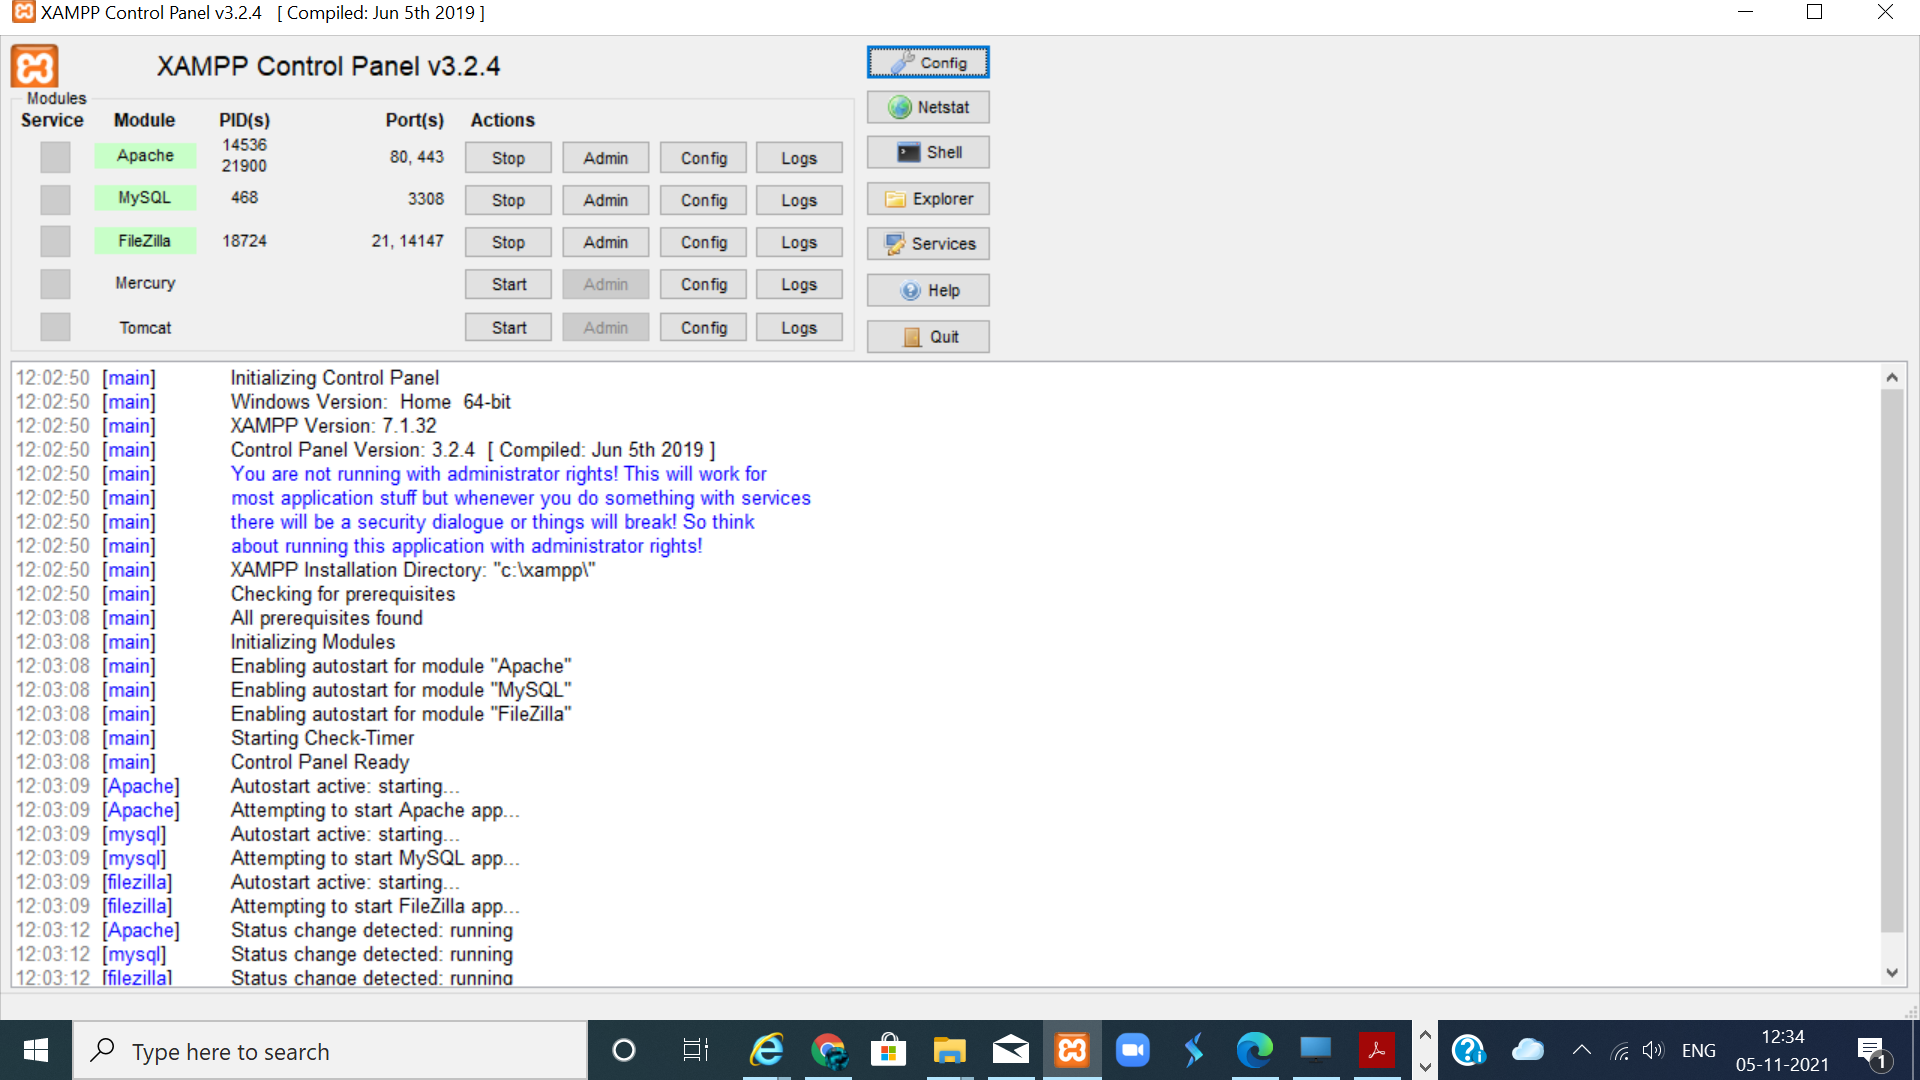 XAMPP Control Panel v3.2.4 [ Compiled: Jun 5th 2019 ]
XAMPP Control Panel v3.2.4
Config
Netstat
Shell
Explorer
Services
Help
Quit
Modules
Service Module PID(s) Port(s) Actions
Apache 14536 21900 80, 443 Stop Admin Config Logs
MySQL 468 3308 Stop Admin Config Logs
FileZilla 18724 21, 14147 Stop Admin Config Logs
Mercury Start Admin Config Logs
Tomcat Start Admin Config Logs
12:02:50 [main] Initializing Control Panel
12:02:50 [main] Windows Version: Home 64-bit
12:02:50 [main] XAMPP Version: 7.1.32
12:02:50 [main] Control Panel Version: 3.2.4 [ Compiled: Jun 5th 2019 ]
12:02:50 [main] You are not running with administrator rights! This will work for
12:02:50 [main] most application stuff but whenever you do something with services
12:02:50 [main] there will be a security dialogue or things will break! So think
12:02:50 [main] about running this application with administrator rights!
12:02:50 [main] XAMPP Installation Directory: "c:\xampp\"
12:02:50 [main] Checking for prerequisites
12:03:08 [main] All prerequisites found
12:03:08 [main] Initializing Modules
12:03:08 [main] Enabling autostart for module "Apache"
12:03:08 [main] Enabling autostart for module "MySQL"
12:03:08 [main] Enabling autostart for module "FileZilla"
12:03:08 [main] Starting Check-Timer
12:03:08 [main] Control Panel Ready
12:03:09 [Apache] Autostart active: starting...
12:03:09 [Apache] Attempting to start Apache app...
12:03:09 [mysql] Autostart active: starting...
12:03:09 [mysql] Attempting to start MySQL app...
12:03:09 [filezilla] Autostart active: starting...
12:03:09 [filezilla] Attempting to start FileZilla app...
12:03:12 [Apache] Status change detected: running
12:03:12 [mysql] Status change detected: running
12:03:12 [filezilla] Status change detected: running
Type here to search
ENG
12:34
05-11-2021
1